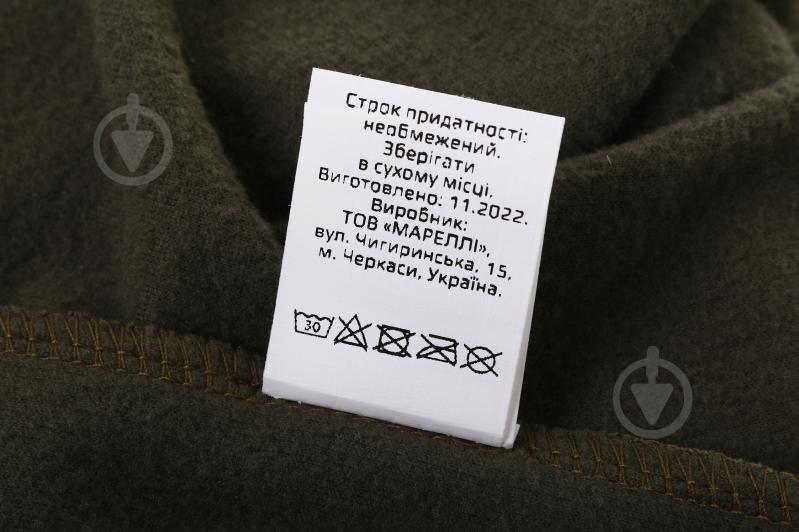 Строк придатності:
необмежений.
Зберігати
в сухому місці.
Виготовлено: 11.2022.
Виробник:
ТОВ «МАРЕЛЛІ»,
вул. Чигиринська, 15,
м. Черкаси, Україна.
30